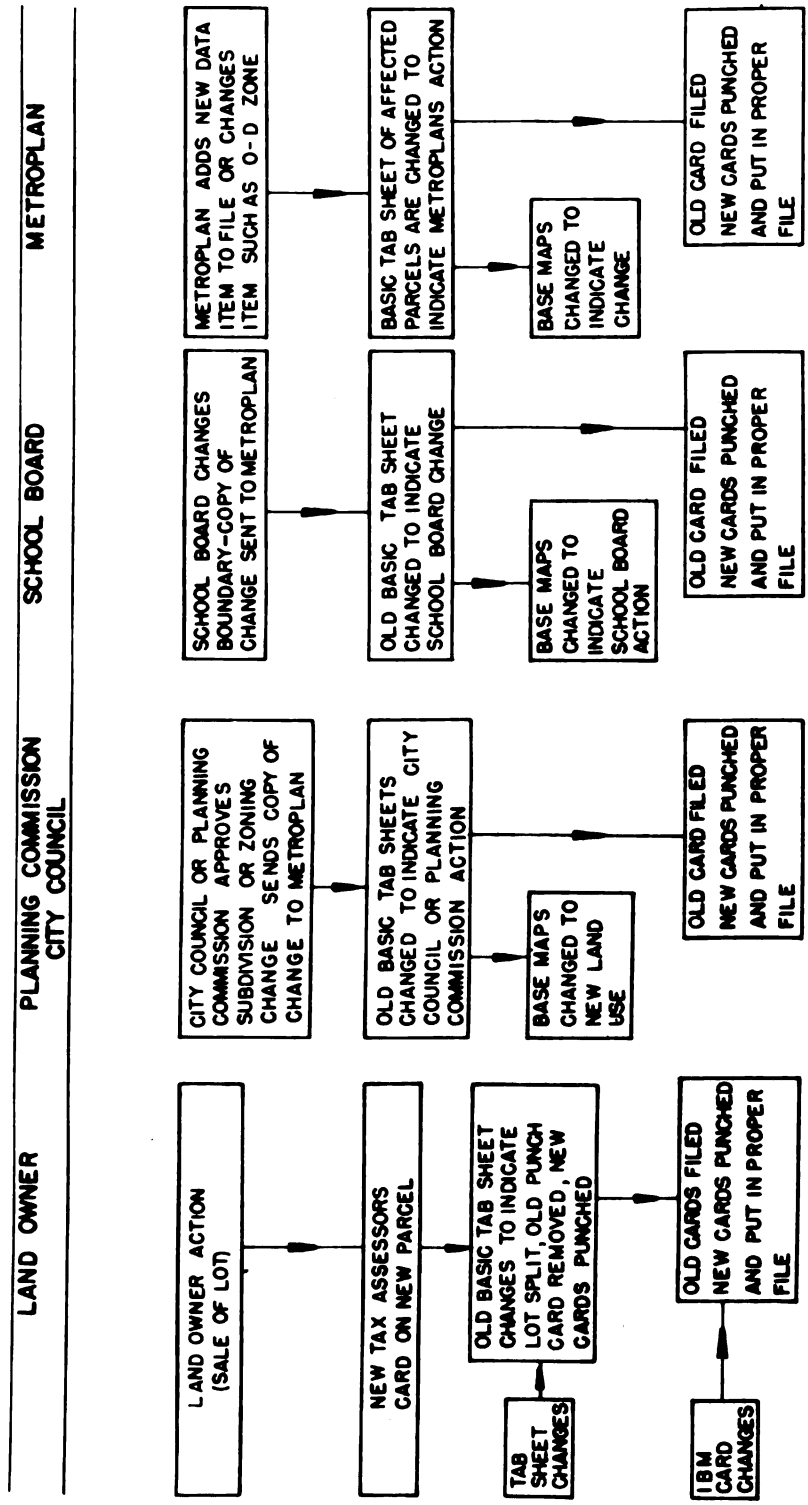 LAND OWNER
PLANNING COMMISSION
CITY COUNCIL
SCHOOL BOARD
METROPLAN
LAND OWNER ACTION
(SALE OF LOT)
NEW TAX ASSESSORS
CARD ON NEW PARCEL
TAB
SHEET
CHANGES
OLD BASIC TAB SHEET
CHANGES TO INDICATE
LOT SPLIT, OLD PUNCH
CARD REMOVED, NEW
CARDS PUNCHED
IBM
CARD
CHANGES
OLD CARDS FILED
NEW CARDS PUNCHED
AND PUT IN PROPER
FILE
CITY COUNCIL OR PLANNING
COMMISSION APPROVES
SUBDIVISION OR ZONING
CHANGE SENDS COPY OF
CHANGE TO METROPLAN
OLD BASIC TAB SHEETS
CHANGED TO INDICATE CITY
COUNCIL OR PLANNING
COMMISSION ACTION
BASE MAPS
CHANGED TO
NEW LAND
USE
OLD CARD FILED
NEW CARDS PUNCHED
AND PUT IN PROPER
FILE
SCHOOL BOARD CHANGES
BOUNDARY-COPY OF
CHANGE SENT TO METROPLAN
OLD BASIC TAB SHEET
CHANGED TO INDICATE
SCHOOL BOARD CHANGE
BASE MAPS
CHANGED TO
INDICATE
SCHOOL BOARD
ACTION
OLD CARD FILED
NEW CARDS PUNCHED
AND PUT IN PROPER
FILE
METROPLAN ADDS NEW DATA
ITEM TO FILE OR CHANGES
ITEM SUCH AS O-D ZONE
BASIC TAB SHEET OF AFFECTED
PARCELS ARE CHANGED TO
INDICATE METROPLANS ACTION
BASE MAPS
CHANGED TO
INDICATE
CHANGE
OLD CARD FILED
NEW CARDS PUNCHED
AND PUT IN PROPER
FILE